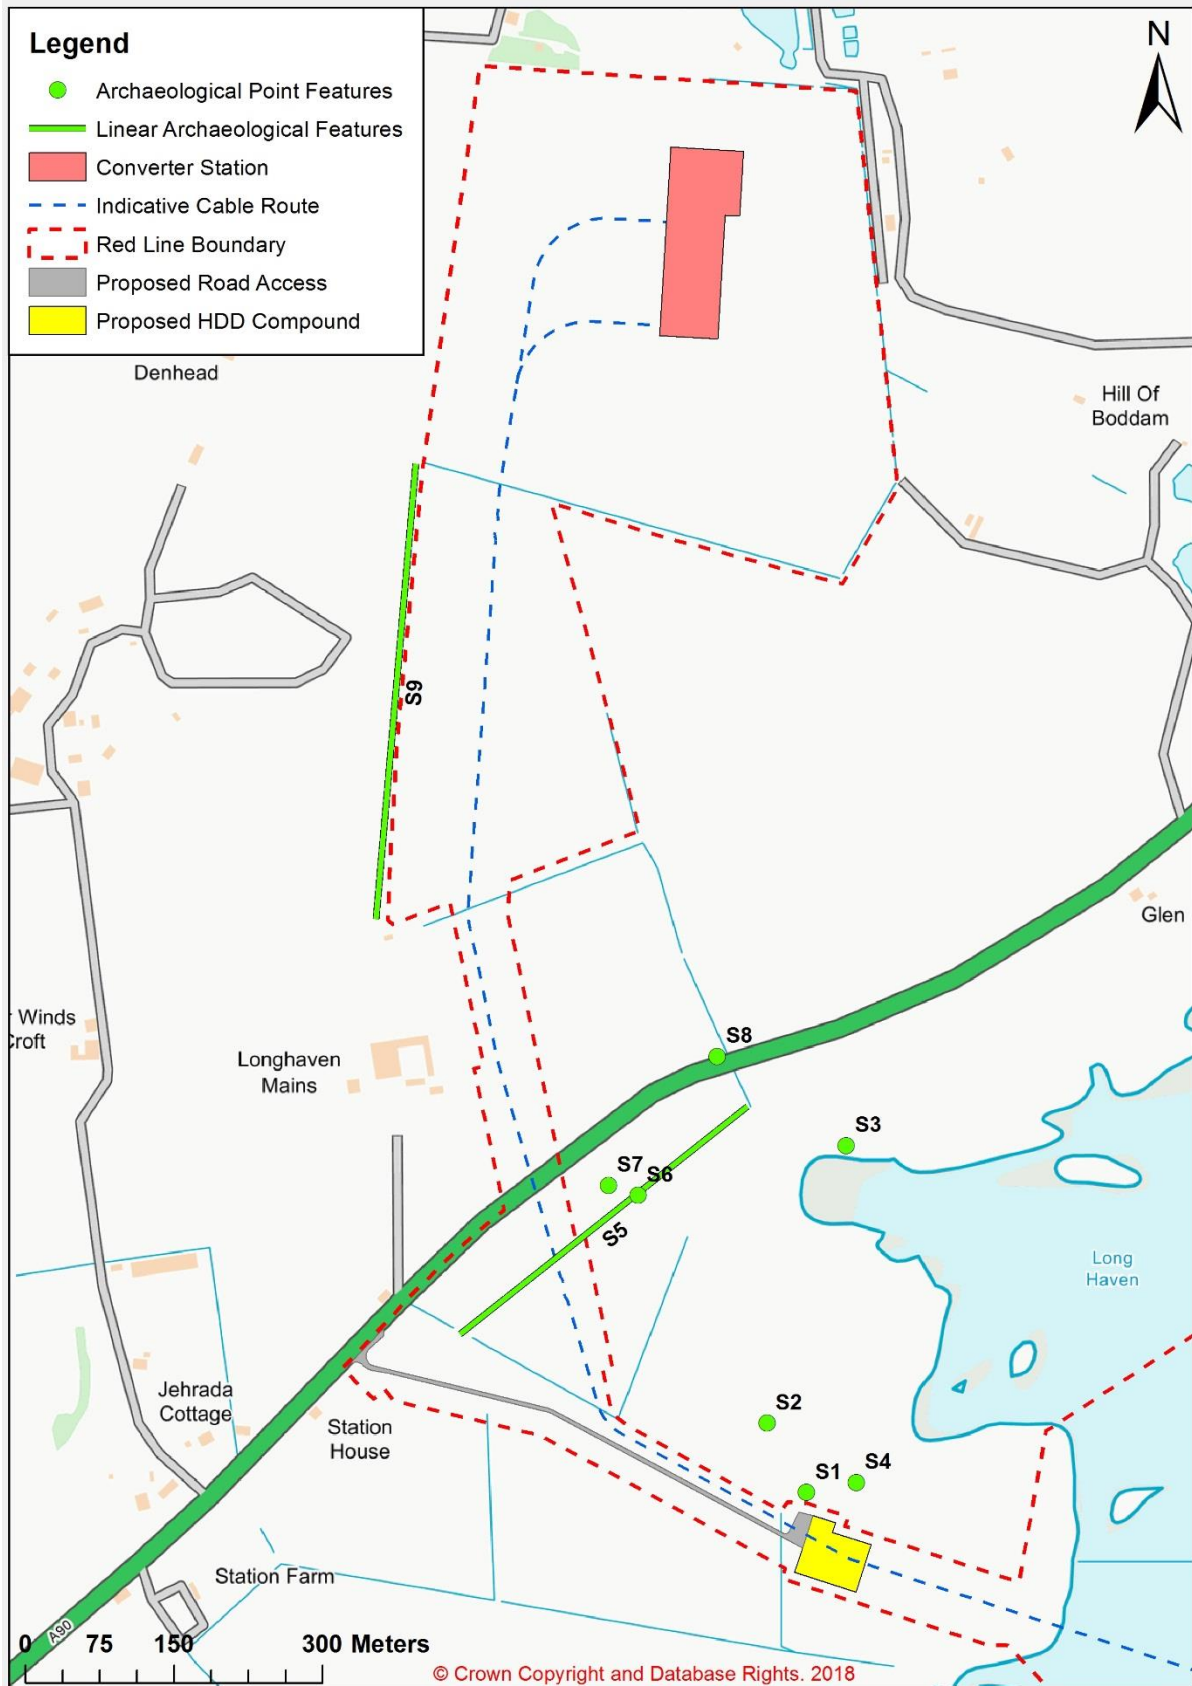 Legend
Archaeological Point Features
Linear Archaeological Features
Converter Station
Indicative Cable Route
Red Line Boundary
Proposed Road Access
Proposed HDD Compound
N
Denhead
Hill Of
Boddam
S9
Glen
Winds
Croft
Longhaven
Mains
S8
S3
S7
S6
S5
Long
Haven
Jehrada
Cottage
Station
House
S2
S1
S4
Station Farm
A90
0 75 150 300 Meters
© Crown Copyright and Database Rights. 2018